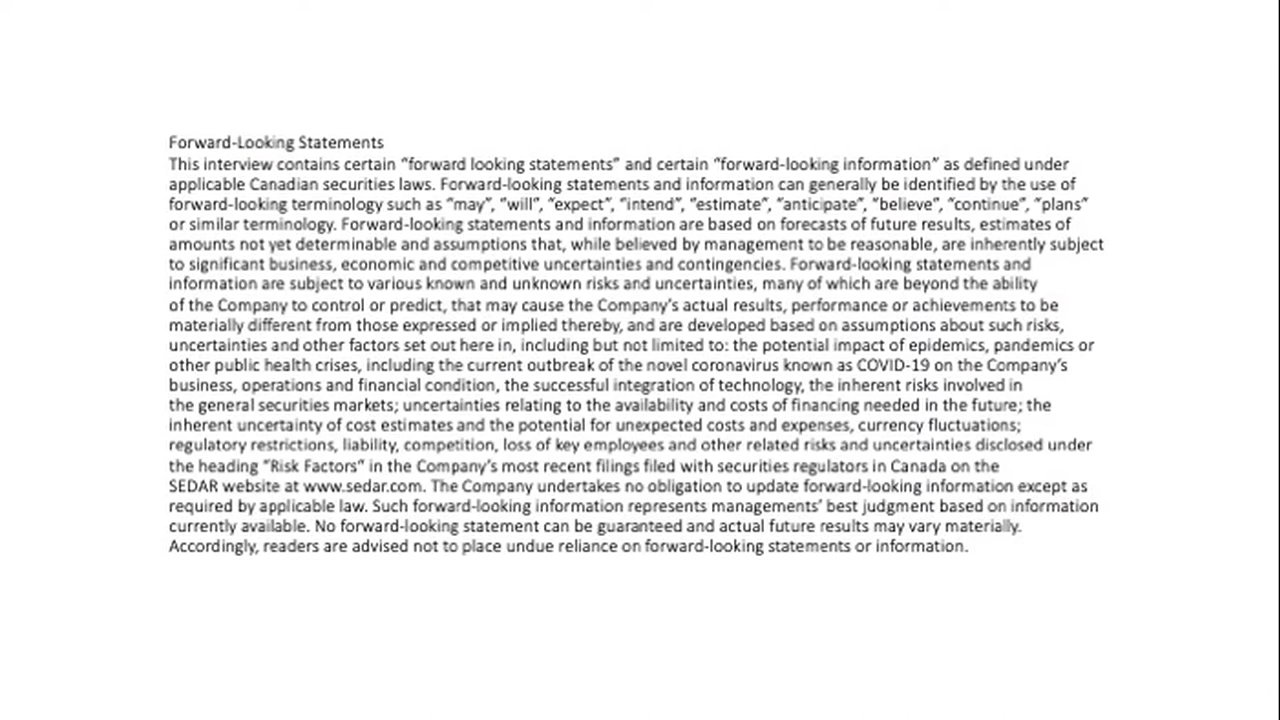 Forward-Looking Statements
This interview contains certain “forward looking statements” and certain “forward-looking information” as defined under
applicable Canadian securities laws. Forward-looking statements and information can generally be identified by the use of
forward-looking terminology such as “may”, “will”, “expect”, “intend”, “estimate”, “anticipate”, “believe”, “continue”, “plans”
or similar terminology. Forward-looking statements and information are based on forecasts of future results, estimates of
amounts not yet determinable and assumptions that, while believed by management to be reasonable, are inherently subject
to significant business, economic and competitive uncertainties and contingencies. Forward-looking statements and
information are subject to various known and unknown risks and uncertainties, many of which are beyond the ability
of the Company to control or predict, that may cause the Company’s actual results, performance or achievements to be
materially different from those expressed or implied thereby, and are developed based on assumptions about such risks,
uncertainties and other factors set out here in, including but not limited to: the potential impact of epidemics, pandemics or
other public health crises, including the current outbreak of the novel coronavirus known as COVID-19 on the Company’s
business, operations and financial condition, the successful integration of technology, the inherent risks involved in
the general securities markets; uncertainties relating to the availability and costs of financing needed in the future; the
inherent uncertainty of cost estimates and the potential for unexpected costs and expenses, currency fluctuations;
regulatory restrictions, liability, competition, loss of key employees and other related risks and uncertainties disclosed under
the heading “Risk Factors” in the Company’s most recent filings filed with securities regulators in Canada on the
SEDAR website at www.sedar.com. The Company undertakes no obligation to update forward-looking information except as
required by applicable law. Such forward-looking information represents managements’ best judgment based on information
currently available. No forward-looking statement can be guaranteed and actual future results may vary materially.
Accordingly, readers are advised not to place undue reliance on forward-looking statements or information.